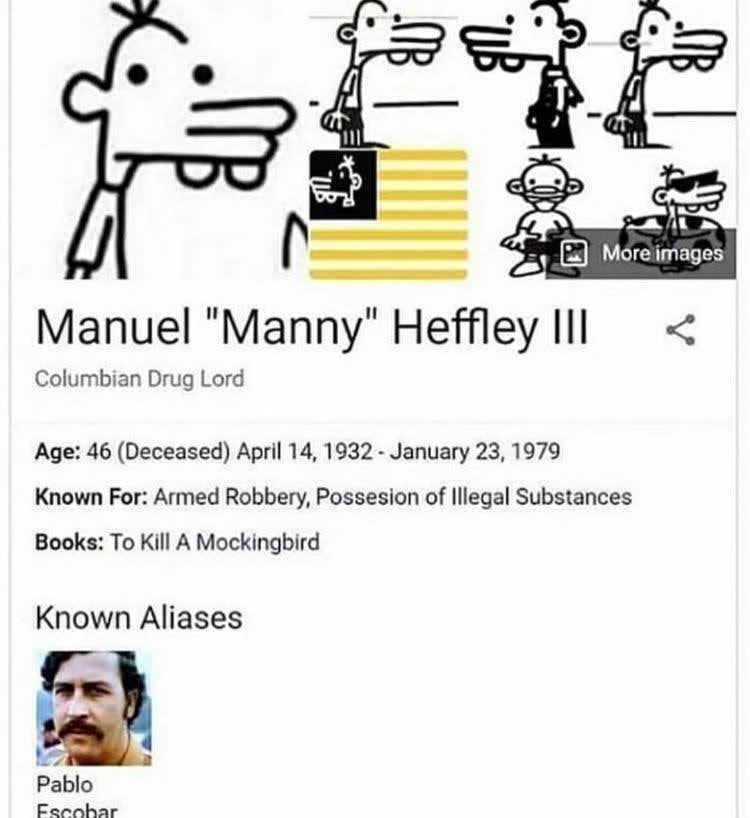 More images
Manuel "Manny" Heffley III
Columbian Drug Lord
Age: 46 (Deceased) April 14, 1932 - January 23, 1979
Known For: Armed Robbery, Possesion of Illegal Substances
Books: To Kill A Mockingbird
Known Aliases
Pablo
Escobar